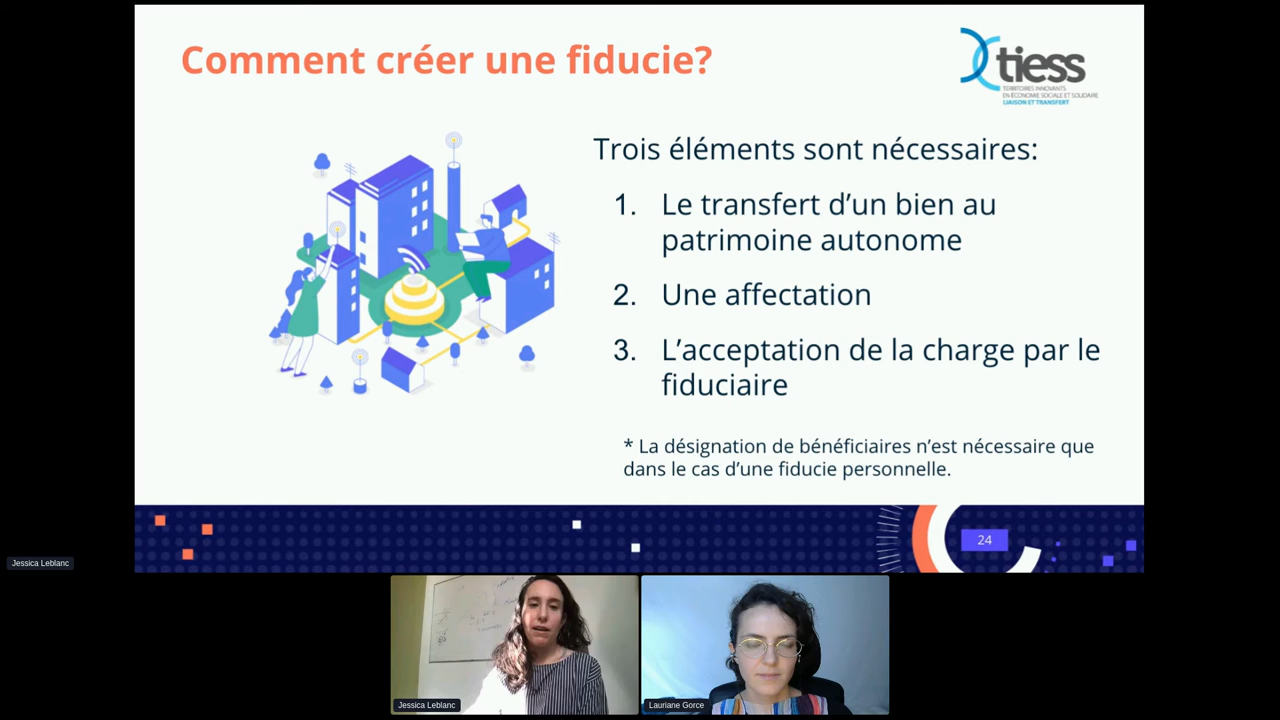 Comment créer une fiducie?
tiess
TERRITOIRES INNOVANTS
EN ÉCONOMIE SOCIALE ET SOLIDAIRE
LIAISON ET TRANSFERT
Trois éléments sont nécessaires:
1. Le transfert d’un bien au
patrimoine autonome
2. Une affectation
3. L’acceptation de la charge par le
fiduciaire
* La désignation de bénéficiaires n’est nécessaire que
dans le cas d’une fiducie personnelle.
24
Jessica Leblanc
Jessica Leblanc
Lauriane Gorce